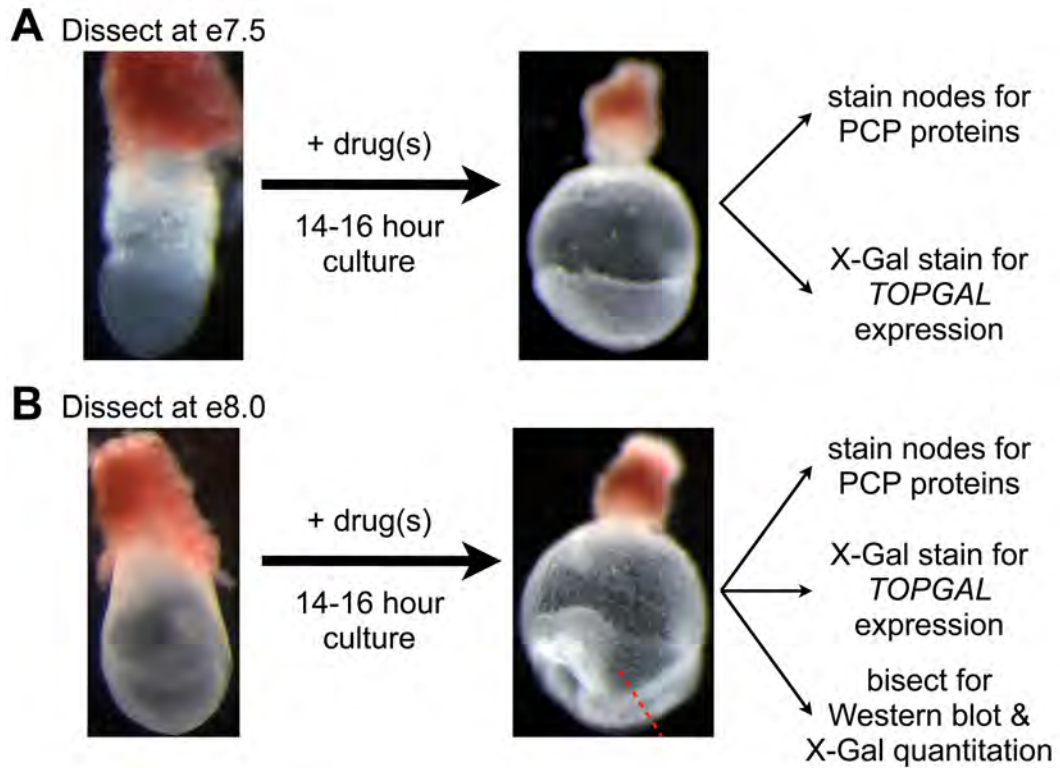 A Dissect at e7.5
+ drug(s)
14-16 hour
culture
stain nodes for
PCP proteins
X-Gal stain for
TOPGAL
expression
B Dissect at e8.0
+ drug(s)
14-16 hour
culture
stain nodes for
PCP proteins
X-Gal stain for
TOPGAL
expression
bisect for
Western blot &
X-Gal quantitation